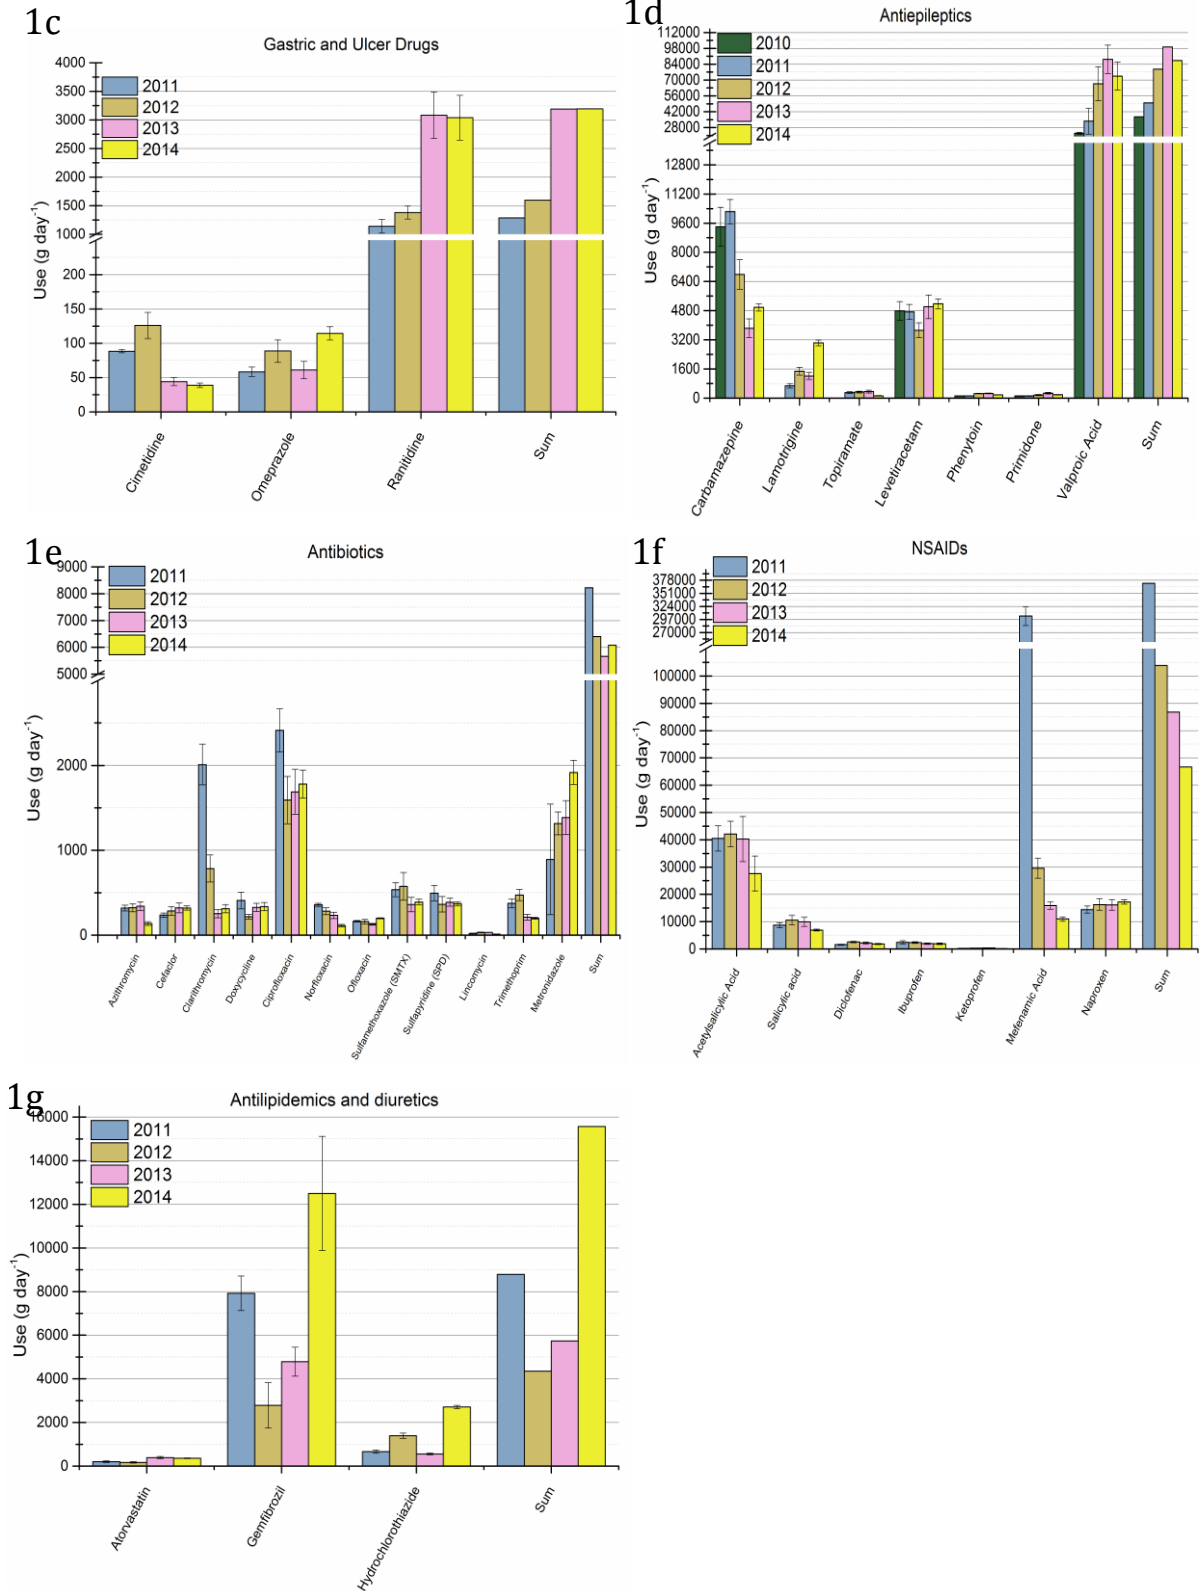 1c
Gastric and Ulcer Drugs
2011
2012
2013
2014
4000
3500
3000
2500
2000
1500
1000
200
150
100
50
0
Use (g day-1)
Cimetidine
Omeprazole
Ranitidine
Sum
1d
Antiepileptics
2010
2011
2012
2013
2014
112000
98000
84000
70000
56000
42000
28000
12800
11200
9600
8000
6400
4800
3200
1600
0
Use (g day-1)
Carbamazepine
Lamotrigine
Topiramate
Levetiracetam
Phenytoin
Primidone
Valproic Acid
Sum
1e
Antibiotics
2011
2012
2013
2014
9000
8000
7000
6000
5000
2000
1000
0
Use (g day-1)
Azithromycin
Cefaclor
Clarithromycin
Doxycycline
Ciprofloxacin
Norfloxacin
Ofloxacin
Sulfamethoxazole (SMTX)
Sulfapyridine (SPD)
Lincomycin
Trimethoprim
Metronidazole
Sum
1f
NSAIDs
2011
2012
2013
2014
378000
351000
324000
297000
270000
100000
90000
80000
70000
60000
50000
40000
30000
20000
10000
0
Use (g day-1)
Acetylsalicylic Acid
Salicylic acid
Diclofenac
Ibuprofen
Ketoprofen
Mefenamic Acid
Naproxen
Sum
1g
Antilipidemics and diuretics
2011
2012
2013
2014
16000
14000
12000
10000
8000
6000
4000
2000
0
Use (g day-1)
Atorvastatin
Gemfibrozil
Hydrochlorothiazide
Sum